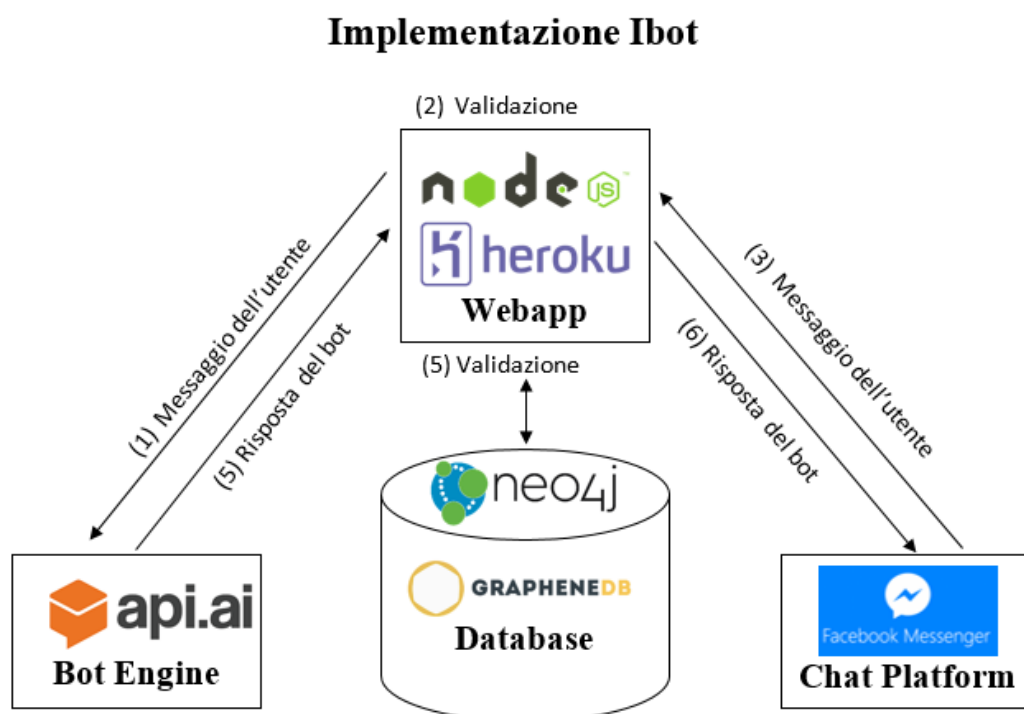 Implementazione Ibot
(2) Validazione
node JS
heroku
Webapp
(5) Validazione
(1) Messaggio dell'utente
(5) Risposta del bot
(3) Messaggio dell'utente
(6) Risposta del bot
neo4j
GRAPHENEDB
Database
api.ai
Bot Engine
Facebook Messenger
Chat Platform